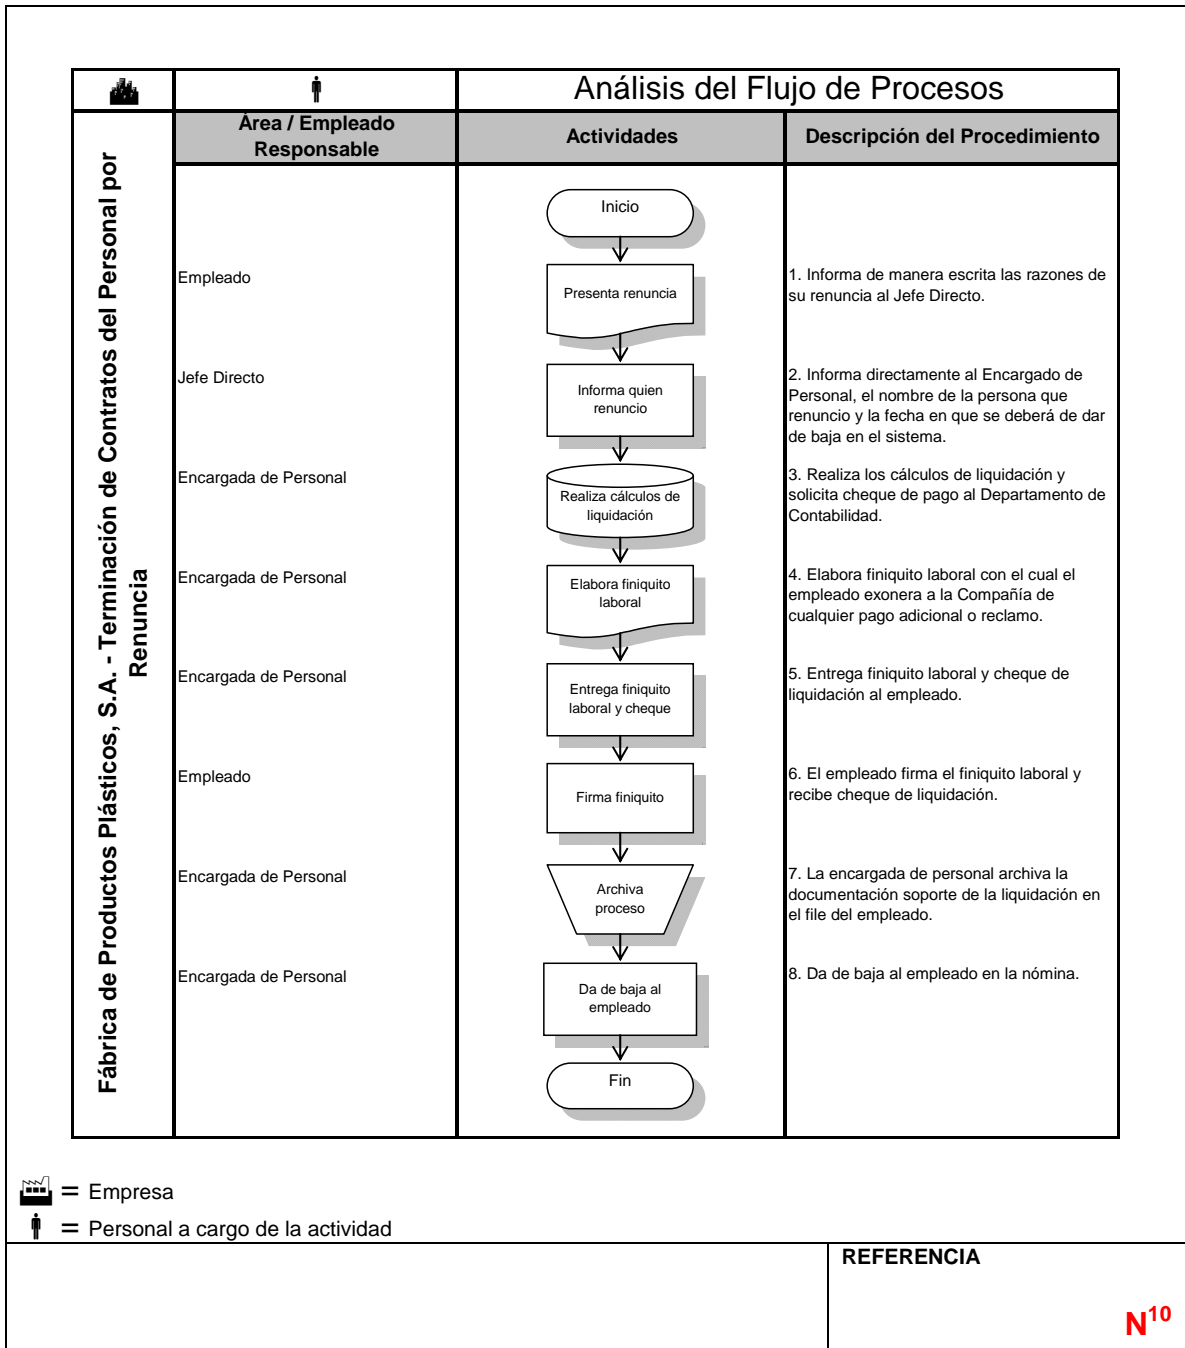 Análisis del Flujo de Procesos
Área / Empleado
Responsable
Actividades
Descripción del Procedimiento
Fábrica de Productos Plásticos, S.A. - Terminación de Contratos del Personal por
Renuncia
Inicio
Empleado
Presenta renuncia
1. Informa de manera escrita las razones de
su renuncia al Jefe Directo.
Jefe Directo
Informa quien
renuncio
2. Informa directamente al Encargado de
Personal, el nombre de la persona que
renuncio y la fecha en que se deberá de dar
de baja en el sistema.
Encargada de Personal
Realiza cálculos de
liquidación
3. Realiza los cálculos de liquidación y
solicita cheque de pago al Departamento de
Contabilidad.
Encargada de Personal
Elabora finiquito
laboral
4. Elabora finiquito laboral con el cual el
empleado exonera a la Compañía de
cualquier pago adicional o reclamo.
Encargada de Personal
Entrega finiquito
laboral y cheque
5. Entrega finiquito laboral y cheque de
liquidación al empleado.
Empleado
Firma finiquito
6. El empleado firma el finiquito laboral y
recibe cheque de liquidación.
Encargada de Personal
Archiva
proceso
7. La encargada de personal archiva la
documentación soporte de la liquidación en
el file del empleado.
Encargada de Personal
Da de baja al
empleado
8. Da de baja al empleado en la nómina.
Fin
= Empresa
= Personal a cargo de la actividad
REFERENCIA
N10